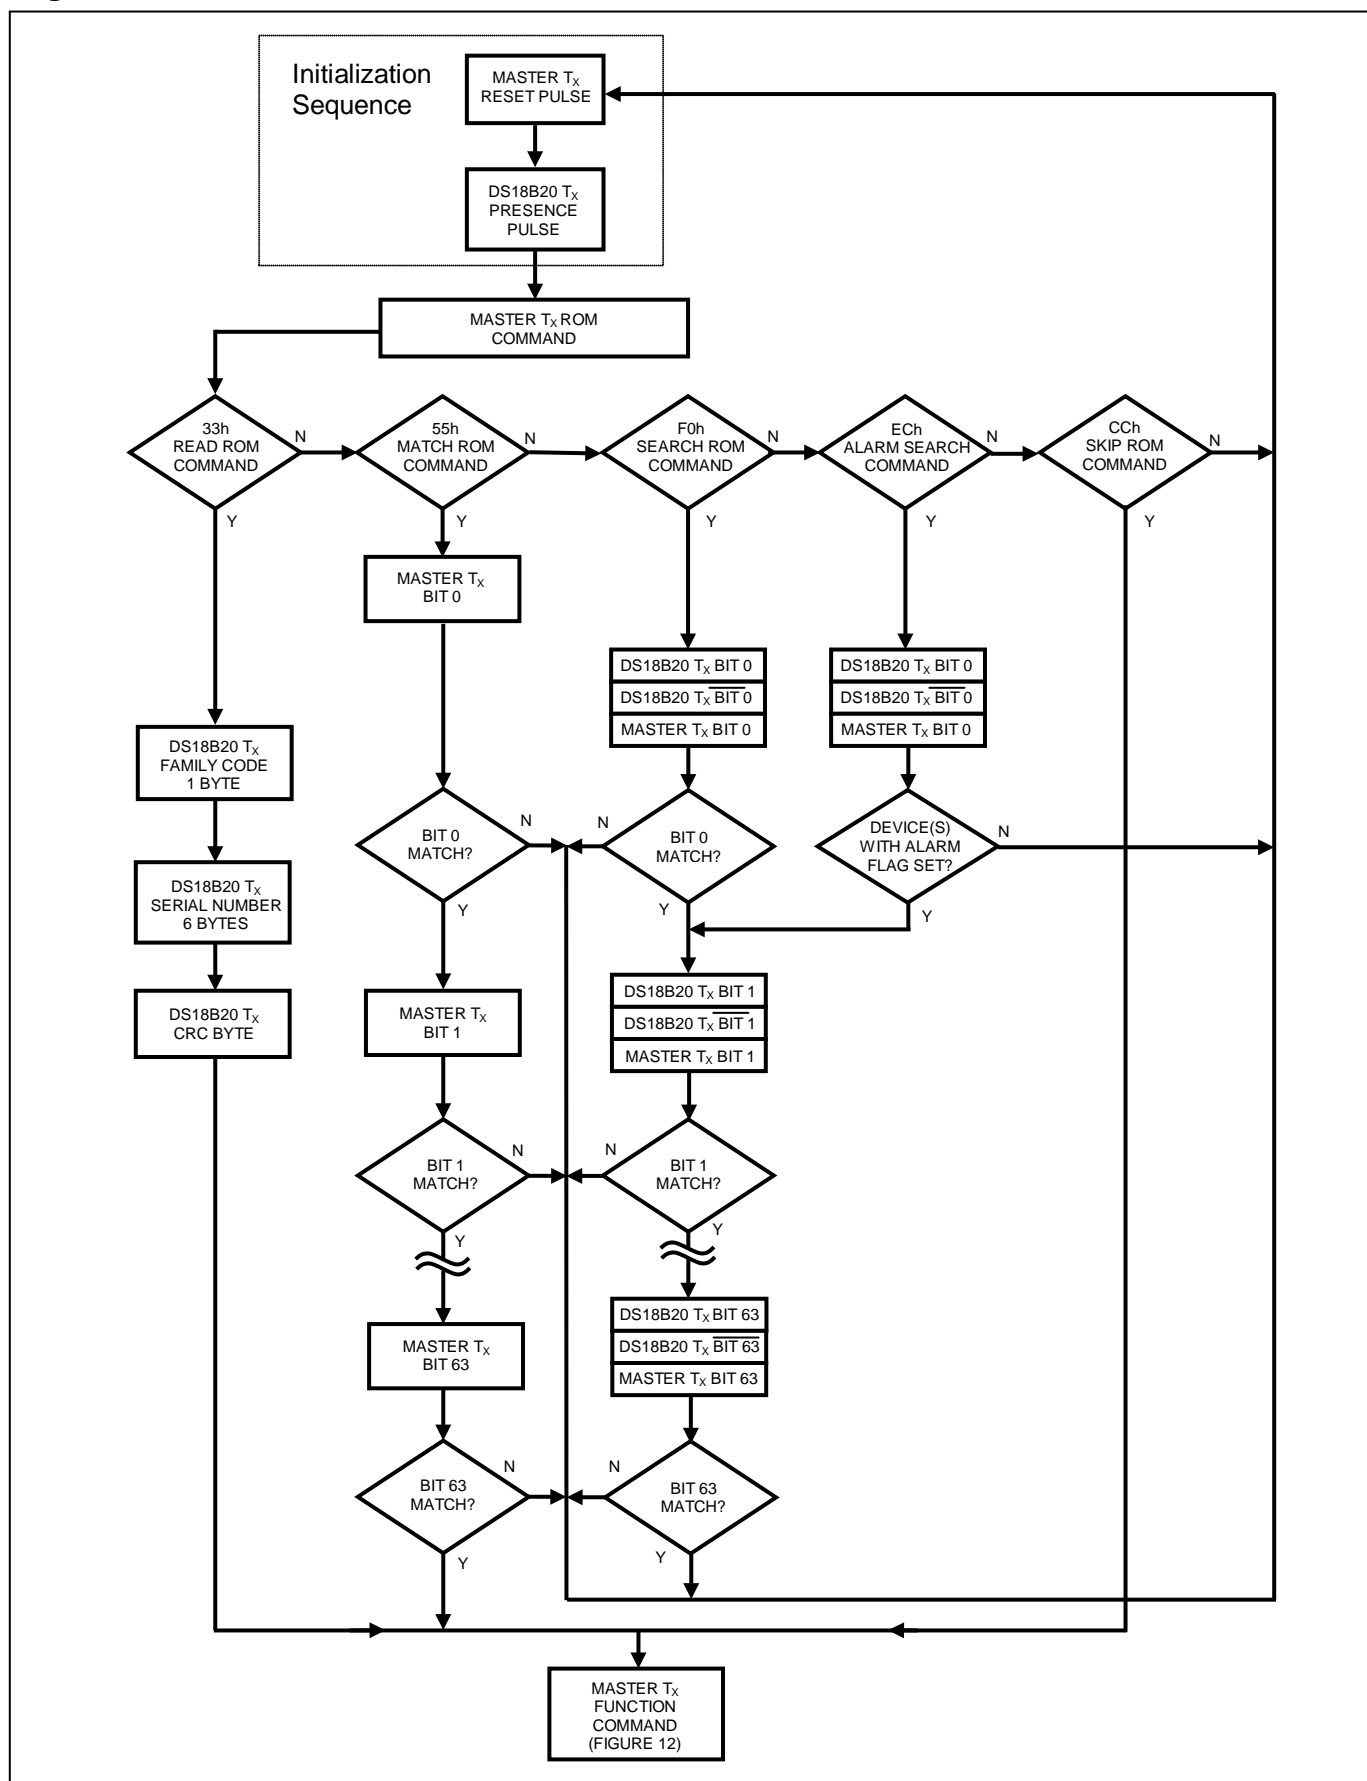 Initialization
Sequence
MASTER TX
RESET PULSE
DS18B20 TX
PRESENCE
PULSE
MASTER TX ROM
COMMAND
33h
READ ROM
COMMAND
N
Y
55h
MATCH ROM
COMMAND
N
Y
F0h
SEARCH ROM
COMMAND
N
Y
ECh
ALARM SEARCH
COMMAND
N
Y
CCh
SKIP ROM
COMMAND
N
Y
MASTER TX
BIT 0
DS18B20 TX BIT 0
DS18B20 TX BIT 0
MASTER TX BIT 0
DS18B20 TX BIT 0
DS18B20 TX BIT 0
MASTER TX BIT 0
DS18B20 TX
FAMILY CODE
1 BYTE
BIT 0
MATCH?
N
Y
BIT 0
MATCH?
N
Y
DEVICE(S)
WITH ALARM
FLAG SET?
N
Y
DS18B20 TX
SERIAL NUMBER
6 BYTES
DS18B20 TX
CRC BYTE
MASTER TX
BIT 1
DS18B20 TX BIT 1
DS18B20 TX BIT 1
MASTER TX BIT 1
BIT 1
MATCH?
N
Y
BIT 1
MATCH?
N
Y
MASTER TX
BIT 63
DS18B20 TX BIT 63
DS18B20 TX BIT 63
MASTER TX BIT 63
BIT 63
MATCH?
N
Y
BIT 63
MATCH?
N
Y
MASTER TX
FUNCTION
COMMAND
(FIGURE 12)